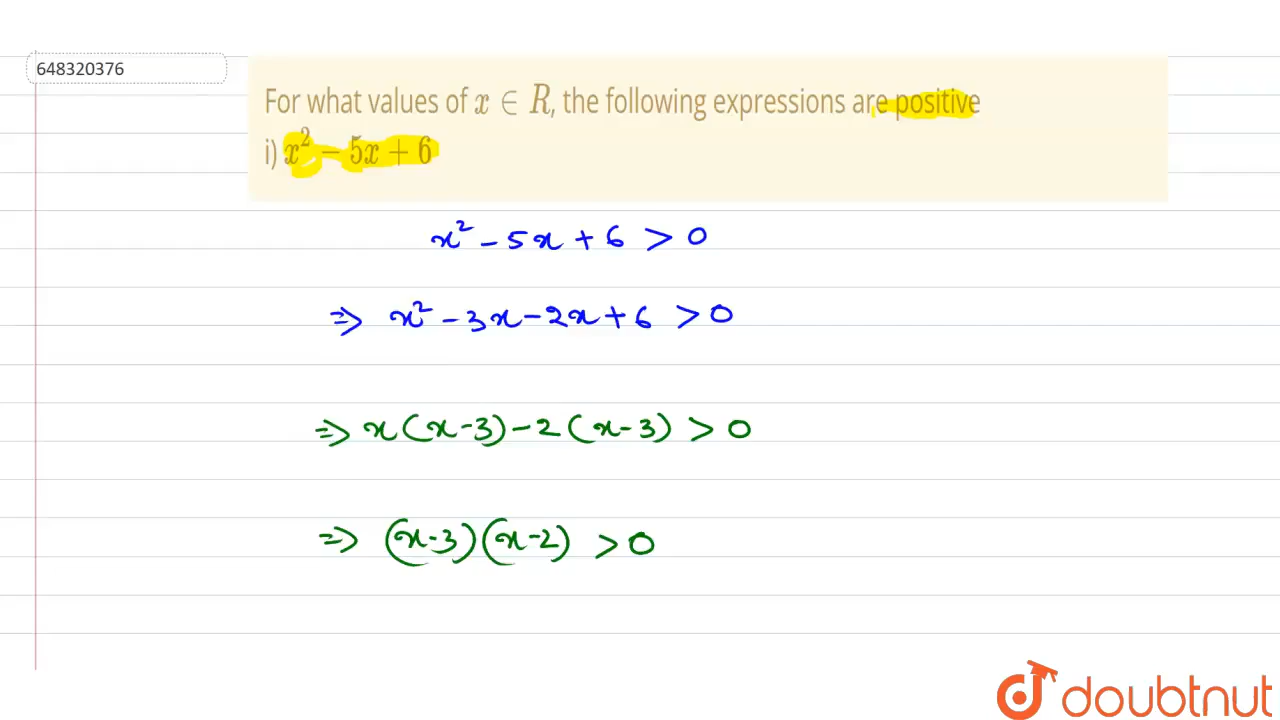 648320376
For what values of x ∈ R, the following expressions are positive
i) x² − 5x + 6
x² − 5x + 6 > 0
⇒ x² − 3x − 2x + 6 > 0
⇒ x(x−3) − 2(x−3) > 0
⇒ (x−3)(x−2) > 0
doubtnut